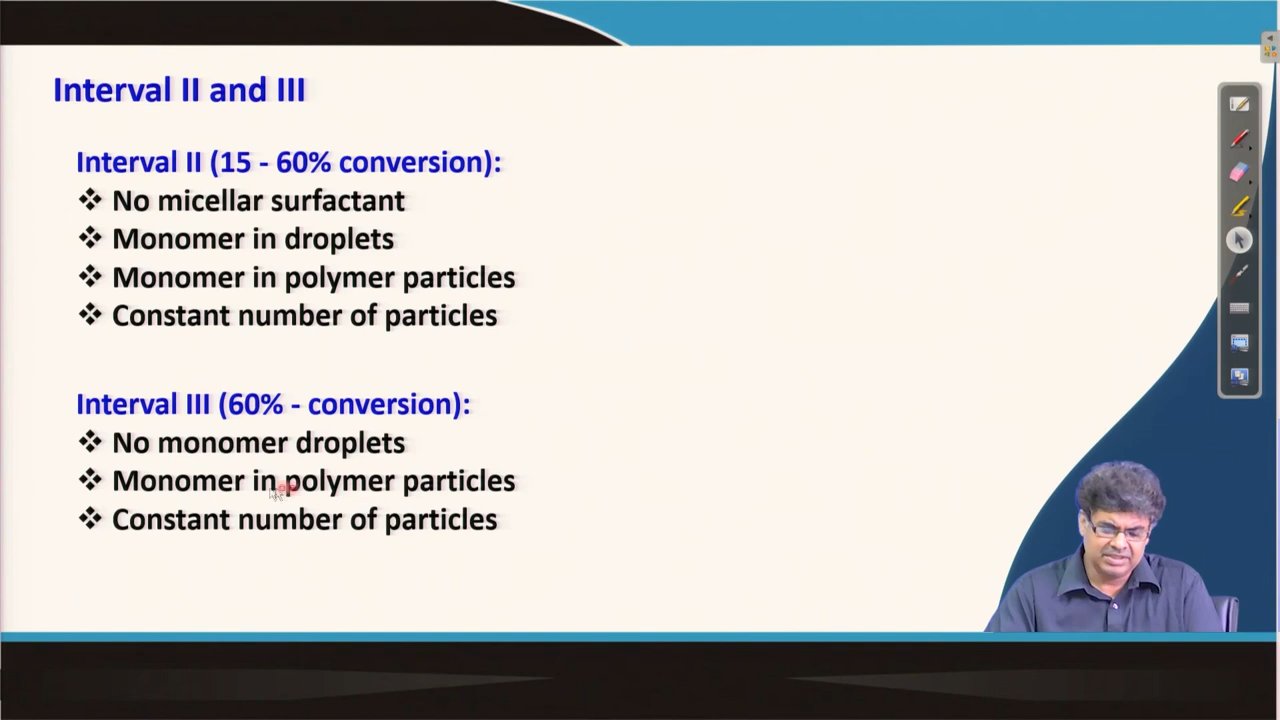 Interval II and III
Interval II (15 - 60% conversion):
❖ No micellar surfactant
❖ Monomer in droplets
❖ Monomer in polymer particles
❖ Constant number of particles
Interval III (60% - conversion):
❖ No monomer droplets
❖ Monomer in polymer particles
❖ Constant number of particles